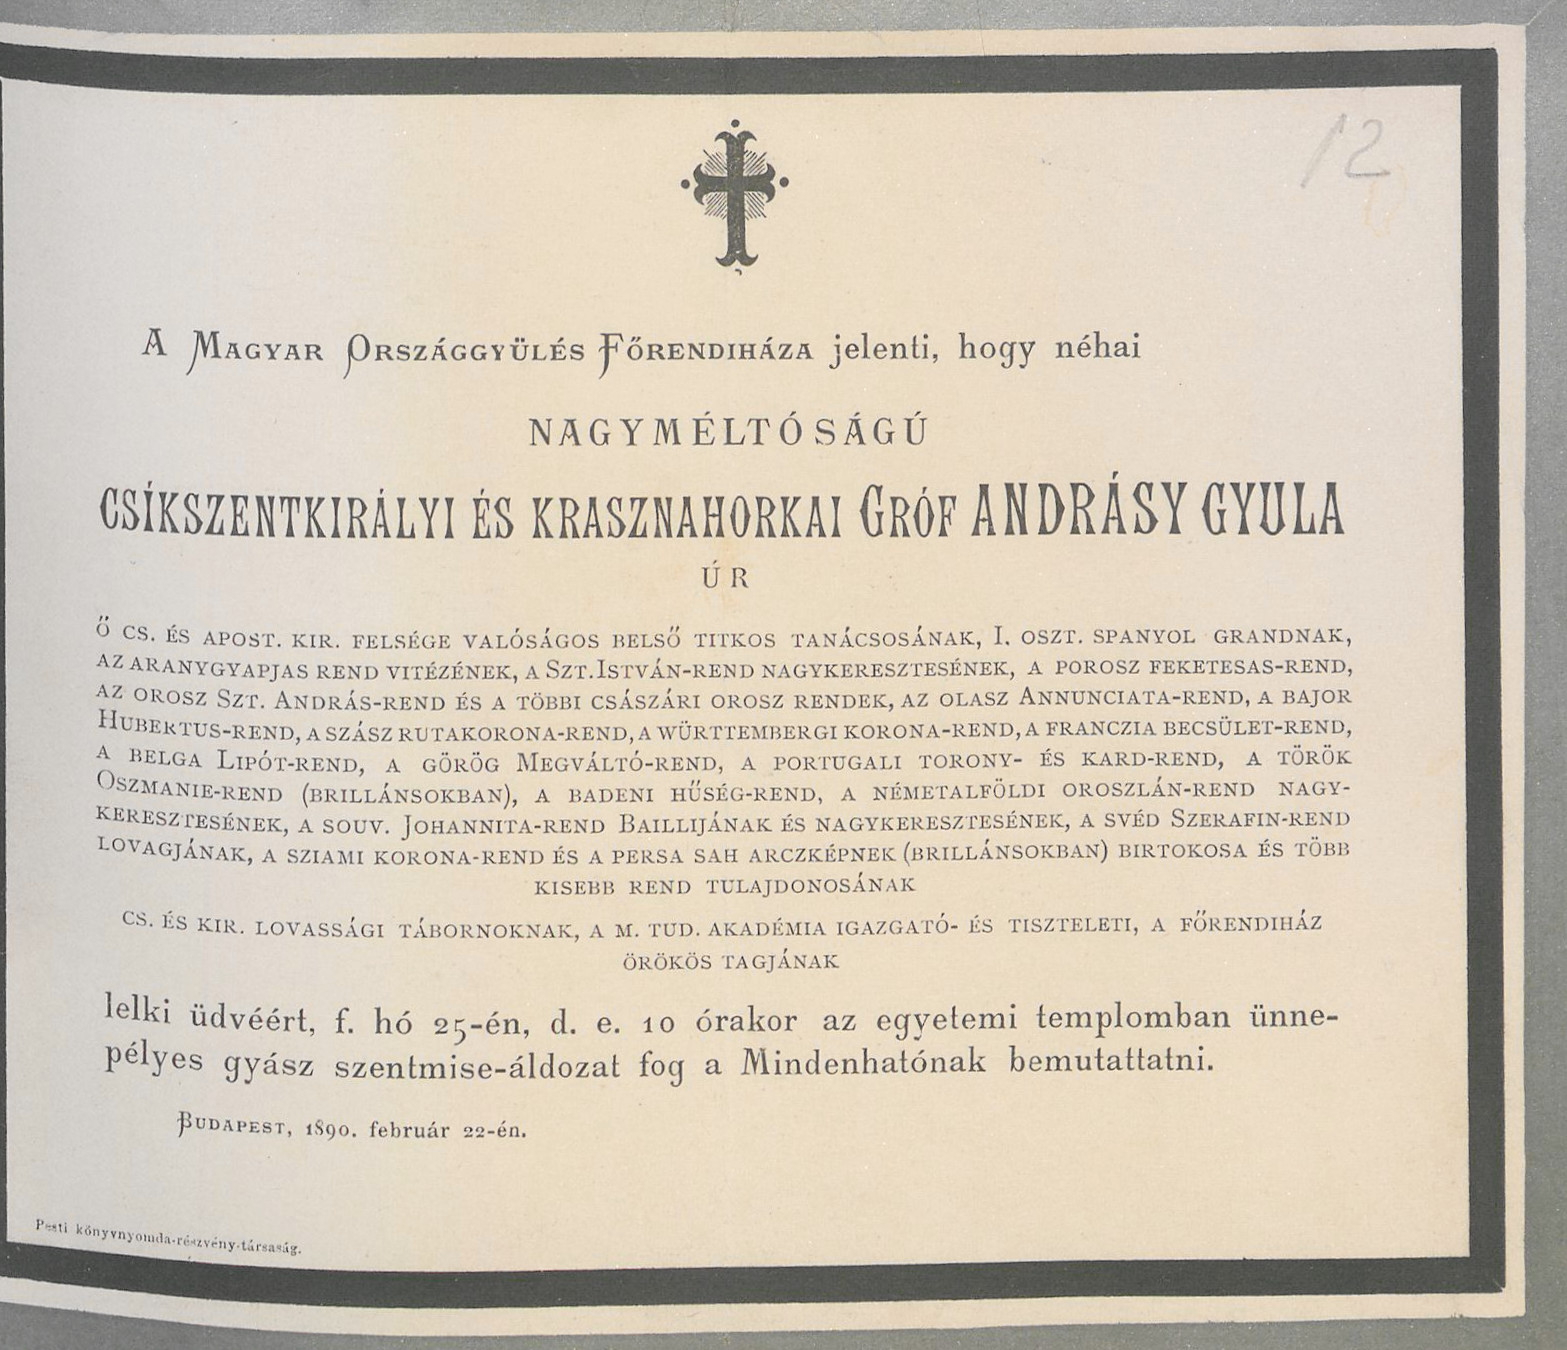 12
A Magyar Országgyülés Főrendiháza jelenti, hogy néhai
NAGYMÉLTÓSÁGÚ
CSÍKSZENTKIRÁLYI ÉS KRASZNAHORKAI GRÓF ANDRÁSY GYULA
ÚR
Ő CS. ÉS APOST. KIR. FELSÉGE VALÓSÁGOS BELSŐ TITKOS TANÁCSOSÁNAK, I. OSZT. SPANYOL GRANDNAK,
AZ ARANYGYAPJAS REND VITÉZÉNEK, A SZT. ISTVÁN-REND NAGYKERESZTESÉNEK, A POROSZ FEKETESAS-REND,
AZ OROSZ SZT. ANDRÁS-REND ÉS A TÖBBI CSÁSZÁRI OROSZ RENDEK, AZ OLASZ ANNUNCIATA-REND, A BAJOR
HUBERTUS-REND, A SZÁSZ RUTAKORONA-REND, A WÜRTTEMBERGI KORONA-REND, A FRANCZIA BECSÜLET-REND,
A BELGA LIPÓT-REND, A GÖRÖG MEGVÁLTÓ-REND, A PORTUGALI TORONY- ÉS KARD-REND, A TÖRÖK
OSZMANIE-REND (BRILLÁNSOKBAN), A BADENI HŰSÉG-REND, A NÉMETALFÖLDI OROSZLÁN-REND NAGY-
KERESZTESÉNEK, A SOUV. JOHANNITA-REND BAILLIJÁNAK ÉS NAGYKERESZTESÉNEK, A SVÉD SZERAFIN-REND
LOVAGJÁNAK, A SZIAMI KORONA-REND ÉS A PERSA SAH ARCZKÉPNEK (BRILLÁNSOKBAN) BIRTOKOSA ÉS TÖBB
KISEBB REND TULAJDONOSÁNAK
CS. ÉS KIR. LOVASSÁGI TÁBORNOKNAK, A M. TUD. AKADÉMIA IGAZGATÓ- ÉS TISZTELETI, A FŐRENDIHÁZ
ÖRÖKÖS TAGJÁNAK
lelki üdvéért, f. hó 25-én, d. e. 10 órakor az egyetemi templomban ünne-
pélyes gyász szentmise-áldozat fog a Mindenhatónak bemutattatni.
Budapest, 1890. február 22-én.
Pesti könyvnyomda-részvény-társaság.